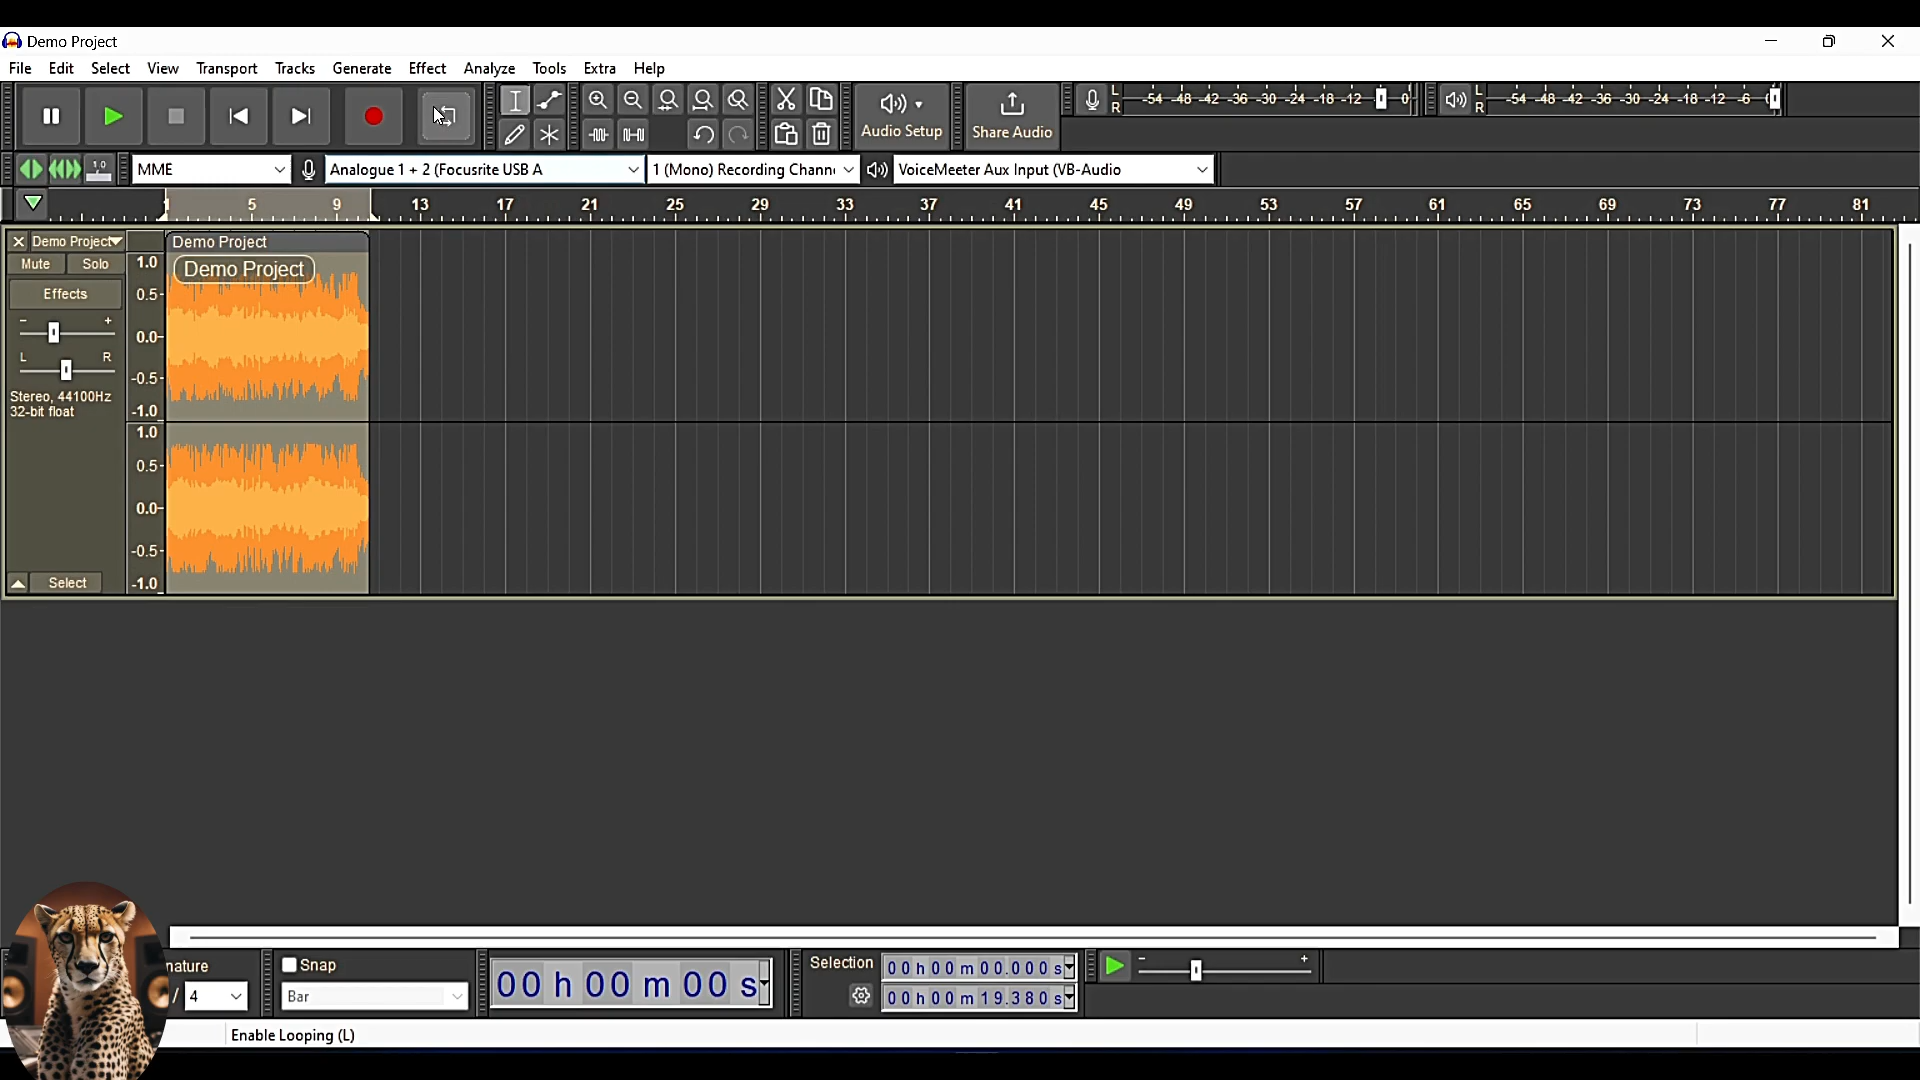 Demo Project
File Edit Select View Transport Tracks Generate Effect Analyze Tools Extra Help
Audio Setup
Share Audio
L R -54 -48 -42 -36 -30 -24 -18 -12 0
L R -54 -48 -42 -36 -30 -24 -18 -12 -6
1.0
MME
Analogue 1 + 2 (Focusrite USB A
1 (Mono) Recording Chann
VoiceMeeter Aux Input (VB-Audio
1 5 9 13 17 21 25 29 33 37 41 45 49 53 57 61 65 69 73 77 81
Demo Project
Mute Solo
Effects
- +
L R
Stereo, 44100Hz
32-bit float
Select
1.0
0.5
0.0
-0.5
-1.0
1.0
0.5
0.0
-0.5
-1.0
Demo Project
Demo Project
nature
/ 4
Snap
Bar
00 h 00 m 00 s
Selection
00 h 00 m 00.000 s
00 h 00 m 19.380 s
- +
Enable Looping (L)